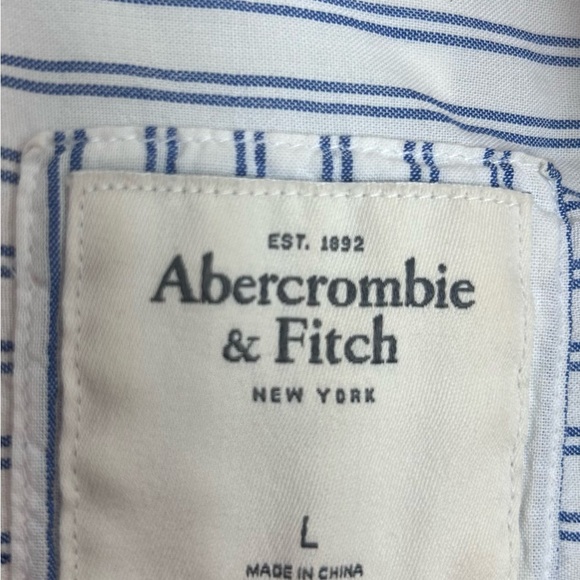 EST. 1892
Abercrombie
& Fitch
NEW YORK
L
MADE IN CHINA